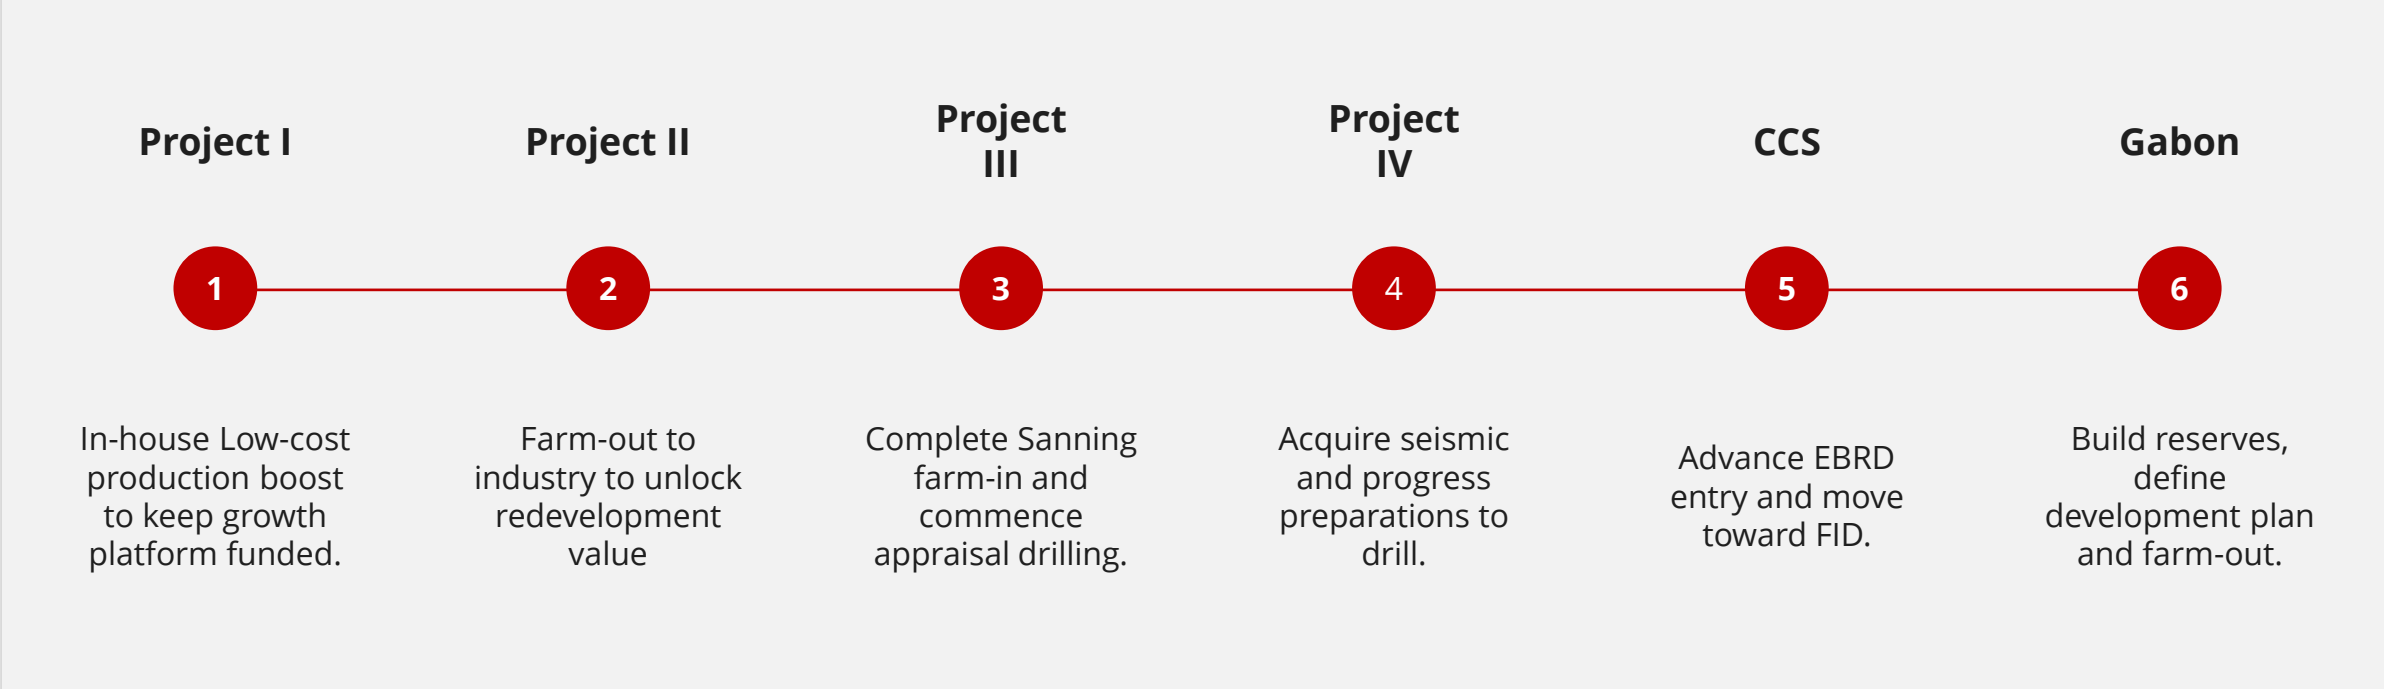 Project I
Project II
Project
III
Project
IV
CCS
Gabon
1
2
3
4
5
6
In-house Low-cost
production boost
to keep growth
platform funded.
Farm-out to
industry to unlock
redevelopment
value
Complete Sanning
farm-in and
commence
appraisal drilling.
Acquire seismic
and progress
preparations to
drill.
Advance EBRD
entry and move
toward FID.
Build reserves,
define
development plan
and farm-out.